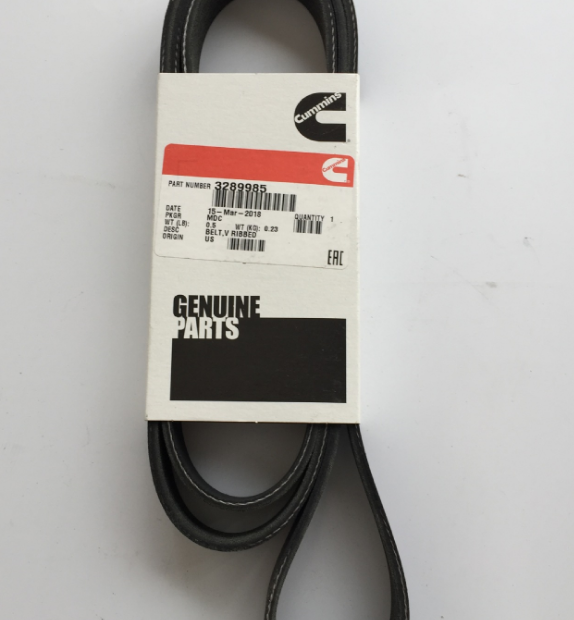 Cummins
Cummins
PART NUMBER 3289985
DATE 15-Mar-2018 QUANTITY 1
PKGR MDC
WT (LB): 0.5 WT (KG): 0.23
DESC BELT,V RIBBED
ORIGIN US
EAC
GENUINE
PARTS